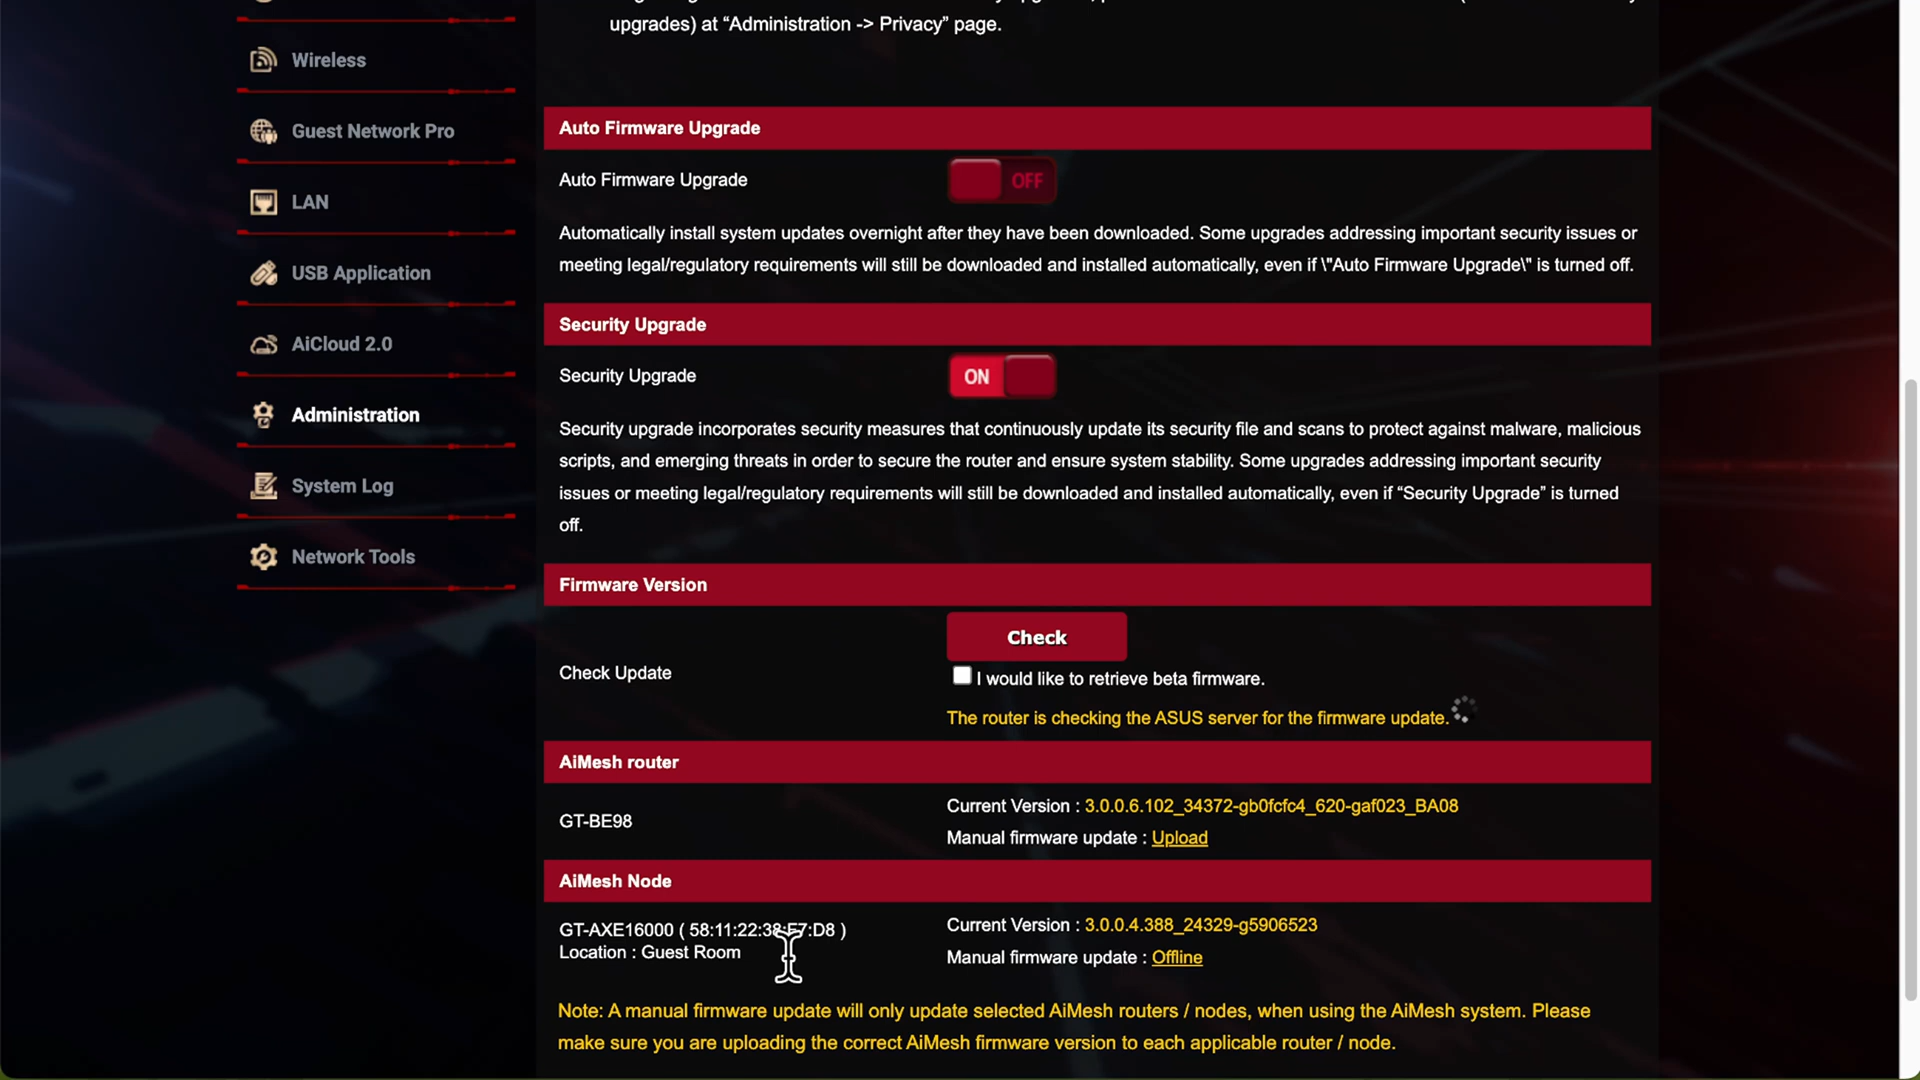 upgrades) at “Administration -> Privacy” page.
Wireless
Guest Network Pro
LAN
USB Application
AiCloud 2.0
Administration
System Log
Network Tools
Auto Firmware Upgrade
Auto Firmware Upgrade
OFF
Automatically install system updates overnight after they have been downloaded. Some upgrades addressing important security issues or
meeting legal/regulatory requirements will still be downloaded and installed automatically, even if \"Auto Firmware Upgrade\" is turned off.
Security Upgrade
Security Upgrade
ON
Security upgrade incorporates security measures that continuously update its security file and scans to protect against malware, malicious
scripts, and emerging threats in order to secure the router and ensure system stability. Some upgrades addressing important security
issues or meeting legal/regulatory requirements will still be downloaded and installed automatically, even if “Security Upgrade” is turned
off.
Firmware Version
Check Update
Check
I would like to retrieve beta firmware.
The router is checking the ASUS server for the firmware update.
AiMesh router
GT-BE98
Current Version : 3.0.0.6.102_34372-gb0fcfc4_620-gaf023_BA08
Manual firmware update : Upload
AiMesh Node
GT-AXE16000 ( 58:11:22:38:F7:D8 )
Location : Guest Room
Current Version : 3.0.0.4.388_24329-g5906523
Manual firmware update : Offline
Note: A manual firmware update will only update selected AiMesh routers / nodes, when using the AiMesh system. Please
make sure you are uploading the correct AiMesh firmware version to each applicable router / node.